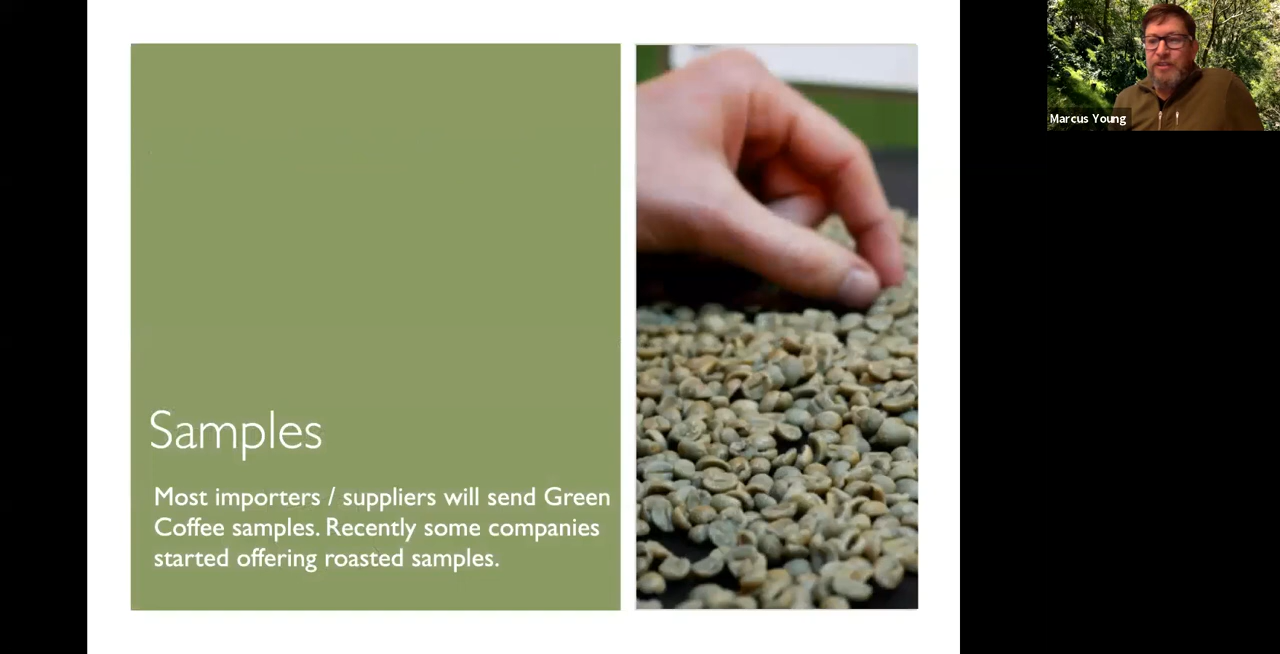 Samples
Most importers / suppliers will send Green
Coffee samples. Recently some companies
started offering roasted samples.
Marcus Young